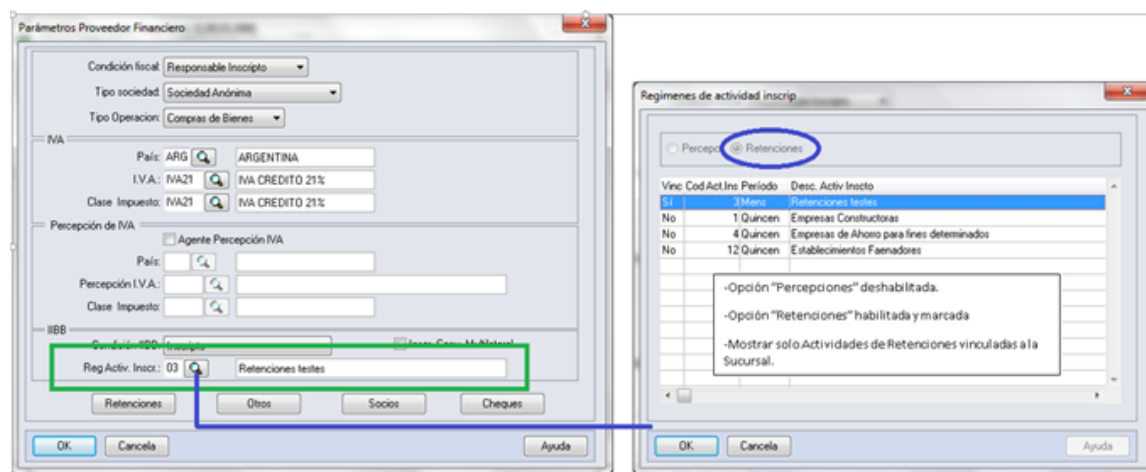 Parámetros Proveedor Financiero
Condición fiscal: Responsable Inscripto
Tipo sociedad: Sociedad Anónima
Tipo Operacion: Compras de Bienes
IVA
País: ARG ARGENTINA
I.V.A.: IVA21 IVA CREDITO 21%
Clase Impuesto: IVA21 IVA CREDITO 21%
Percepción de IVA
Agente Percepción IVA
País:
Percepción I.V.A.:
Clase Impuesto:
IIBB
Reg Activ. Inscr.: 03 Retenciones testes
Retenciones Otros Socios Cheques
OK Cancela Ayuda
Regimenes de actividad inscrip
Retenciones
Vinc Cod Act.Ins Período Desc. Activ Inscto
Sí 3 Mens Retenciones testes
No 1 Quincen Empresas Constructoras
No 4 Quincen Empresas de Ahorro para fines determinados
No 12 Quincen Establecimientos Faenadores
-Opción "Percepciones" deshabilitada.
-Opción "Retenciones" habilitada y marcada
-Mostrar solo Actividades de Retenciones vinculadas a la
Sucursal.
OK Cancela Ayuda